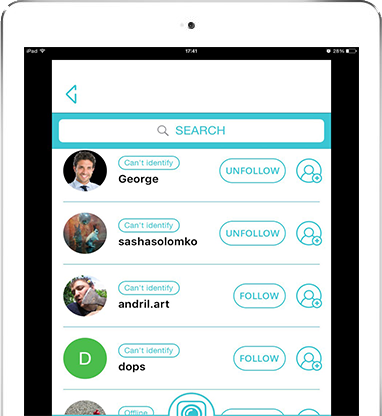 iPad 17:41 28%
SEARCH
Can't identify
George UNFOLLOW
Can't identify
sashasolomko UNFOLLOW
Can't identify
andril.art FOLLOW
D Can't identify
dops FOLLOW
Offline